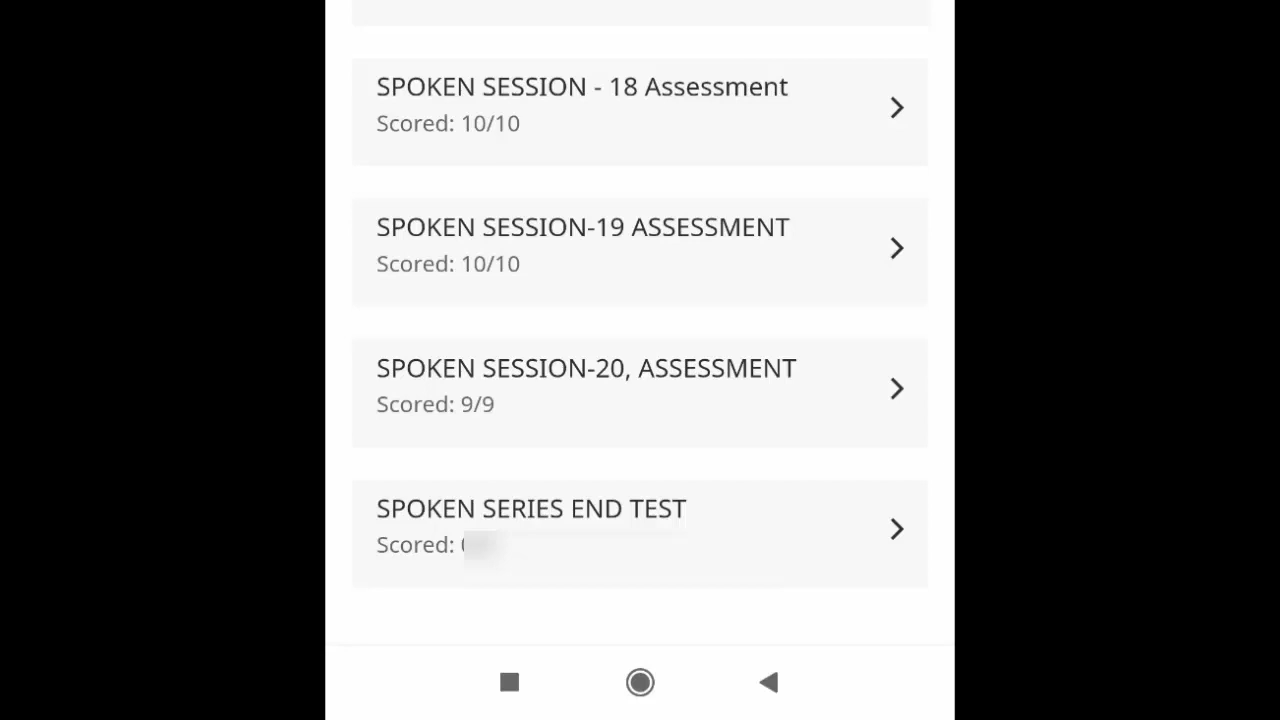 SPOKEN SESSION - 18 Assessment
Scored: 10/10
SPOKEN SESSION-19 ASSESSMENT
Scored: 10/10
SPOKEN SESSION-20, ASSESSMENT
Scored: 9/9
SPOKEN SERIES END TEST
Scored: